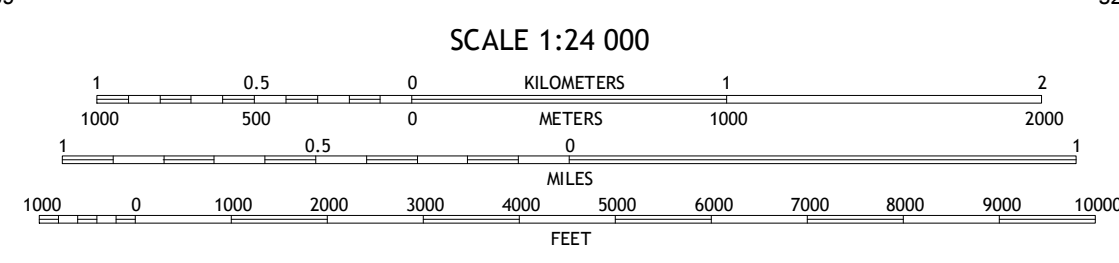 SCALE 1:24 000
1 0.5 0 KILOMETERS 1 2
1000 500 0 METERS 1000 2000
1 0.5 0 1
MILES
1000 0 1000 2000 3000 4000 5000 6000 7000 8000 9000 10000
FEET